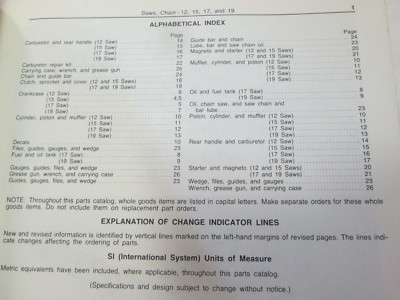 Saws, Chain - 12, 15, 17, and 19
1
ALPHABETICAL INDEX
Page
Carburetor and rear handle (12 Saw) 14
(15 Saw) 15
(17 Saw) 16
(19 Saw) 17
Carburetor repair kit 22
Carrying case, wrench, and grease gun 26
Chain and guide bar 24
Clutch, sprocket and cover (12 and 15 Saws) 18
(17 and 19 Saws) 19
Crankcase (12 Saw) 6
(15 Saw) 4,5
(17 Saw) 5
(19 Saw)
Cylinder, piston and muffler (12 Saw) 10
(15 Saw) 11
(17 Saw) 12
(19 Saw) 13
Decals 10
Files, guides, gauges, and wedge 23
Fuel and oil tank (17 Saw) 8
(19 Saw) 9
Gauges, guides, files, and wedge 23
Grease gun, wrench, and carrying case 26
Guides, gauges, files, and wedge 23
Page
Guide bar and chain 24
Lube, bar and saw chain oil 23
Magneto and starter (12 and 15 Saws) 20
(17 and 19 Saws) 21
Muffler, cylinder, and piston (12 Saw) 10
(15 Saw) 11
(17 Saw) 12
(19 Saw) 13
Oil and fuel tank (17 Saw) 8
(19 Saw) 9
Oil, chain saw, and saw chain and
bar lube 23
Piston, cylinder, and muffler (12 Saw) 10
(15 Saw) 11
(17 Saw) 12
(19 Saw) 13
Rear handle and carburetor (12 Saw) 14
(15 Saw) 15
(17 Saw) 16
(19 Saw) 17
Starter and magneto (12 and 15 Saws) 20
(17 and 19 Saws) 21
Wedge, files, guides, and gauges 23
Wrench, grease gun, and carrying case 26
NOTE: Throughout this parts catalog, whole goods items are listed in capital letters. Make separate orders for these whole
goods items. Do not include them on replacement part orders.
EXPLANATION OF CHANGE INDICATOR LINES
New and revised information is identified by vertical lines marked on the left-hand margins of revised pages. The lines indi-
cate changes affecting the ordering of parts.
SI (International System) Units of Measure
Metric equivalents have been included, where applicable, throughout this parts catalog.
(Specifications and design subject to change without notice.)